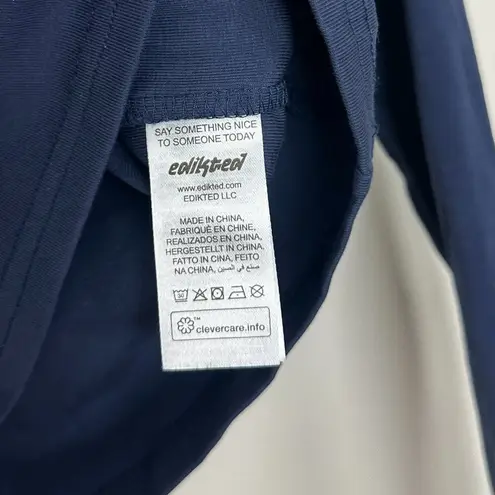 SAY SOMETHING NICE
TO SOMEONE TODAY
edikted
www.edikted.com
EDIKTED LLC
MADE IN CHINA,
FABRIQUÉ EN CHINE,
REALIZADOS EN CHINA,
HERGESTELLT IN CHINA,
FATTO IN CINA, FEITO
NA CHINA, صنع في الصين
™
clevercare.info